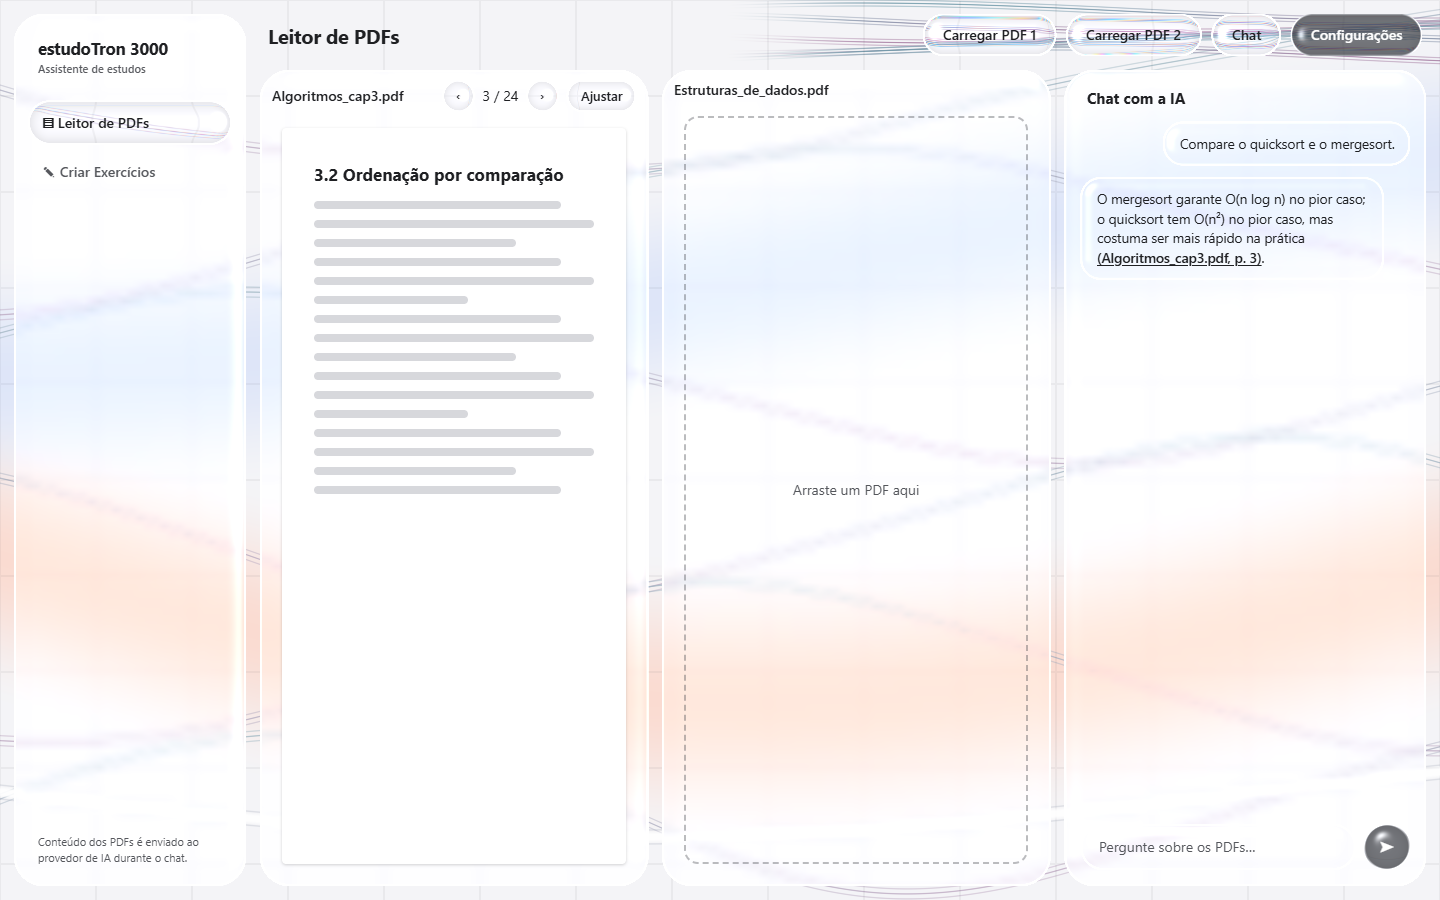 estudoTron 3000
Assistente de estudos
Leitor de PDFs
Criar Exercícios
Conteúdo dos PDFs é enviado ao
provedor de IA durante o chat.
Leitor de PDFs
Carregar PDF 1
Carregar PDF 2
Chat
Configurações
Algoritmos_cap3.pdf
‹ 3 / 24 ›
Ajustar
3.2 Ordenação por comparação
Estruturas_de_dados.pdf
Arraste um PDF aqui
Chat com a IA
Compare o quicksort e o mergesort.
O mergesort garante O(n log n) no pior caso;
o quicksort tem O(n²) no pior caso, mas
costuma ser mais rápido na prática
(Algoritmos_cap3.pdf, p. 3).
Pergunte sobre os PDFs...